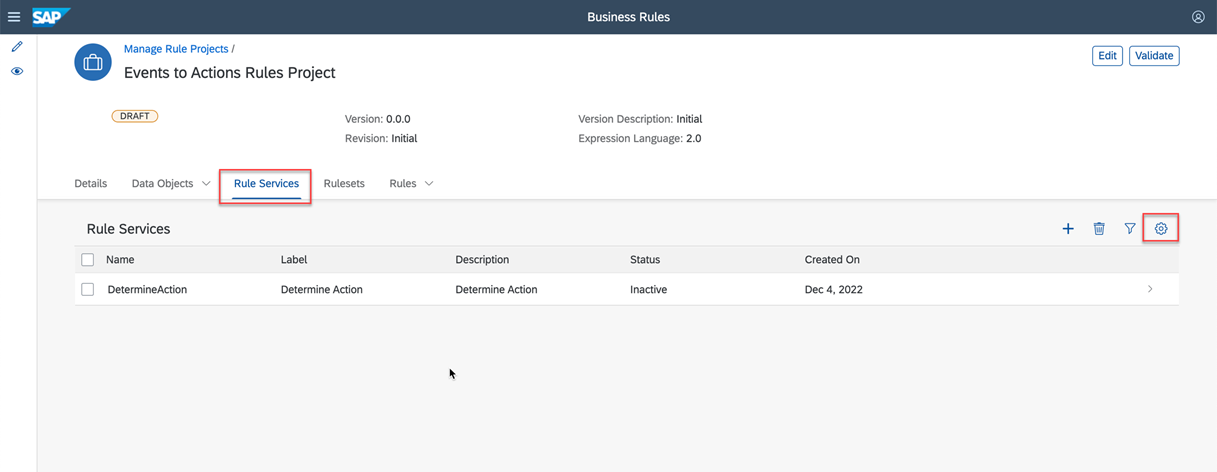 SAP Business Rules
Manage Rule Projects /
Events to Actions Rules Project
Edit Validate
DRAFT
Version: 0.0.0 Version Description: Initial
Revision: Initial Expression Language: 2.0
Details Data Objects Rule Services Rulesets Rules
Rule Services
Name Label Description Status Created On
DetermineAction Determine Action Determine Action Inactive Dec 4, 2022